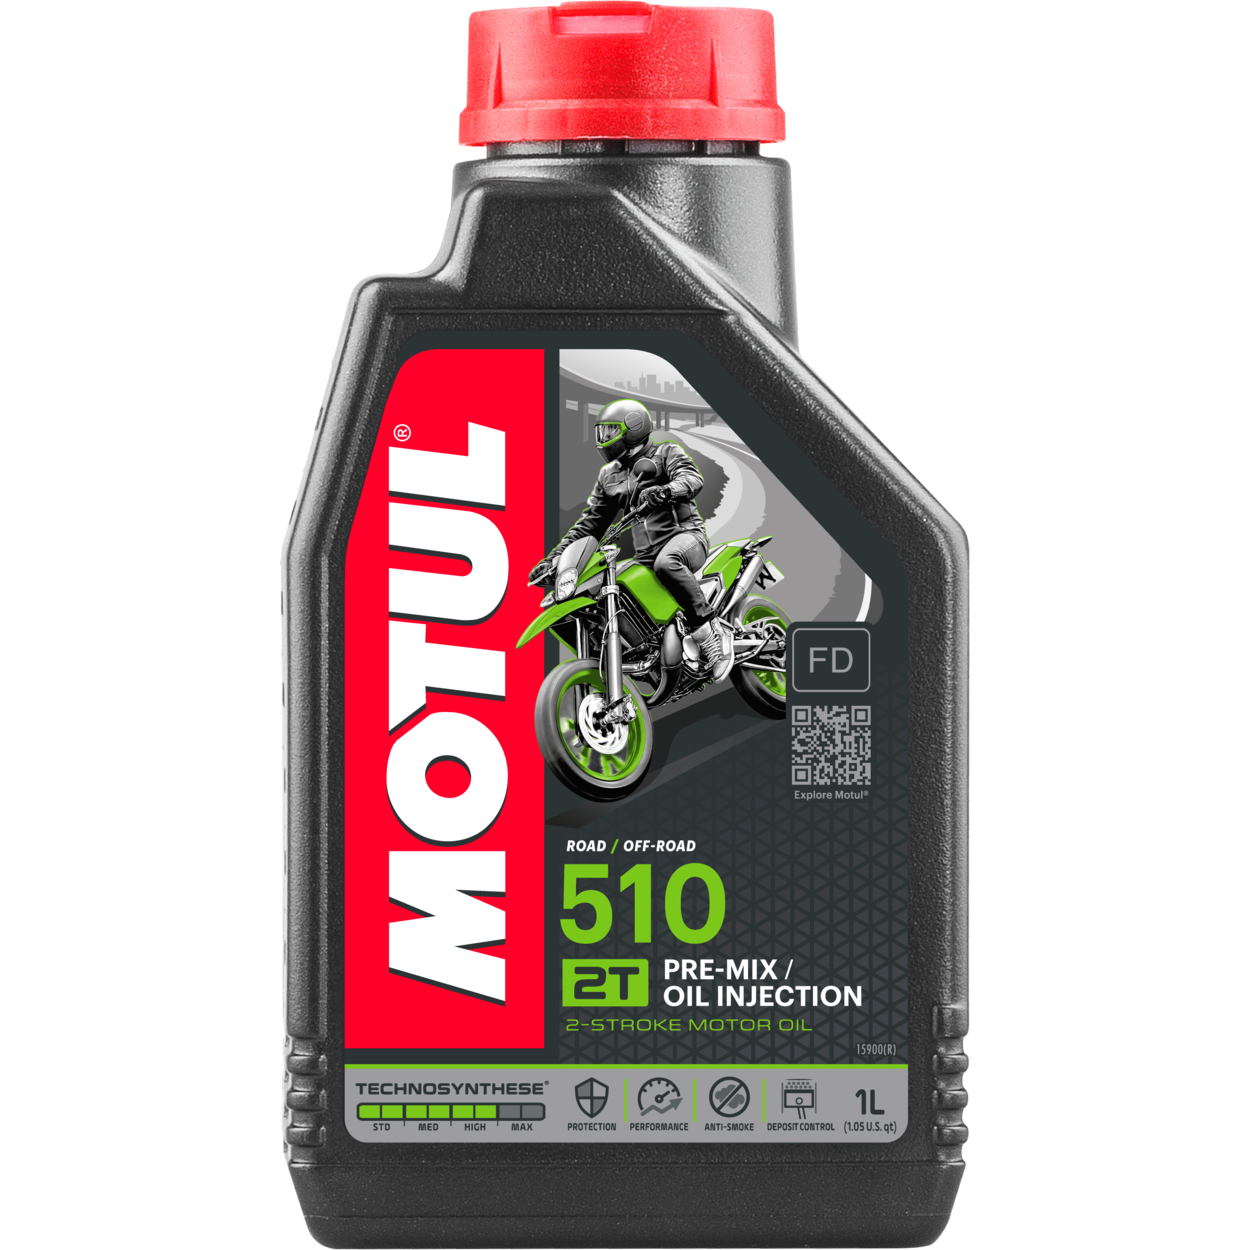 MOTUL®
FD
Explore Motul®
ROAD / OFF-ROAD
510
2T
PRE-MIX /
OIL INJECTION
2-STROKE MOTOR OIL
15900(R)
TECHNOSYNTHESE®
STD MED HIGH MAX
PROTECTION
PERFORMANCE
ANTI-SMOKE
DEPOSIT CONTROL
1L
(1.05 U.S. qt)